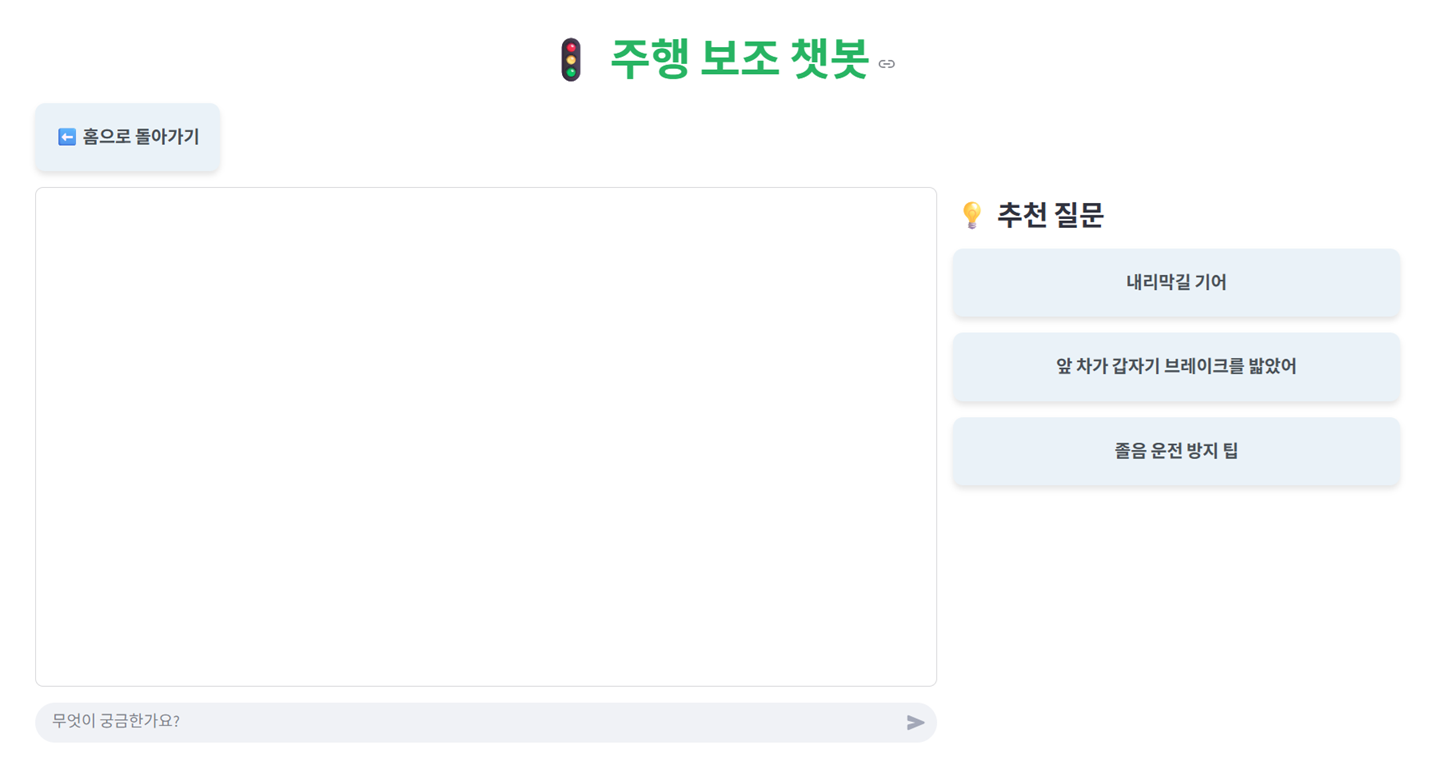 주행 보조 챗봇
홈으로 돌아가기
추천 질문
내리막길 기어
앞 차가 갑자기 브레이크를 밟았어
졸음 운전 방지 팁
무엇이 궁금한가요?